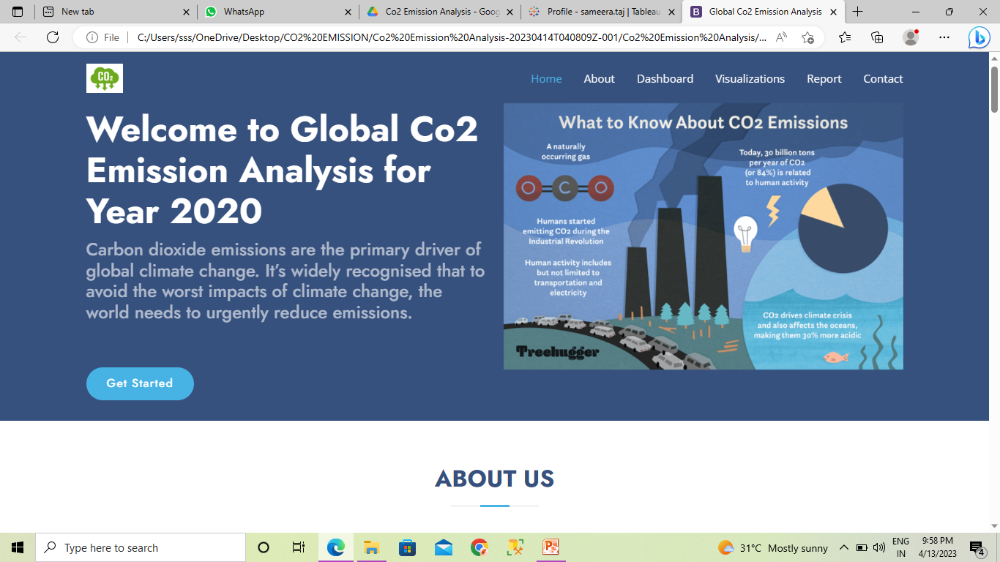 New tab
WhatsApp
Co2 Emission Analysis - Goog
Profile - sameera.taj | Tableau
Global Co2 Emission Analysis
File
C:/Users/sss/OneDrive/Desktop/CO2%20EMISSION/Co2%20Emission%20Analysis-20230414T040809Z-001/Co2%20Emission%20Analysis/...
CO₂
Home
About
Dashboard
Visualizations
Report
Contact
Welcome to Global Co2
Emission Analysis for
Year 2020
Carbon dioxide emissions are the primary driver of
global climate change. It's widely recognised that to
avoid the worst impacts of climate change, the
world needs to urgently reduce emissions.
Get Started
What to Know About CO2 Emissions
A naturally
occurring gas
O C O
Humans started
emitting CO2 during the
Industrial Revolution
Human activity includes
but not limited to
transportation and
electricity
Today, 30 billion tons
per year of CO2
(or 84%) is related
to human activity
CO2 drives climate crisis
and also affects the oceans,
making them 30% more acidic
Treehugger
ABOUT US
Type here to search
31°C Mostly sunny
ENG
IN
9:58 PM
4/13/2023
4